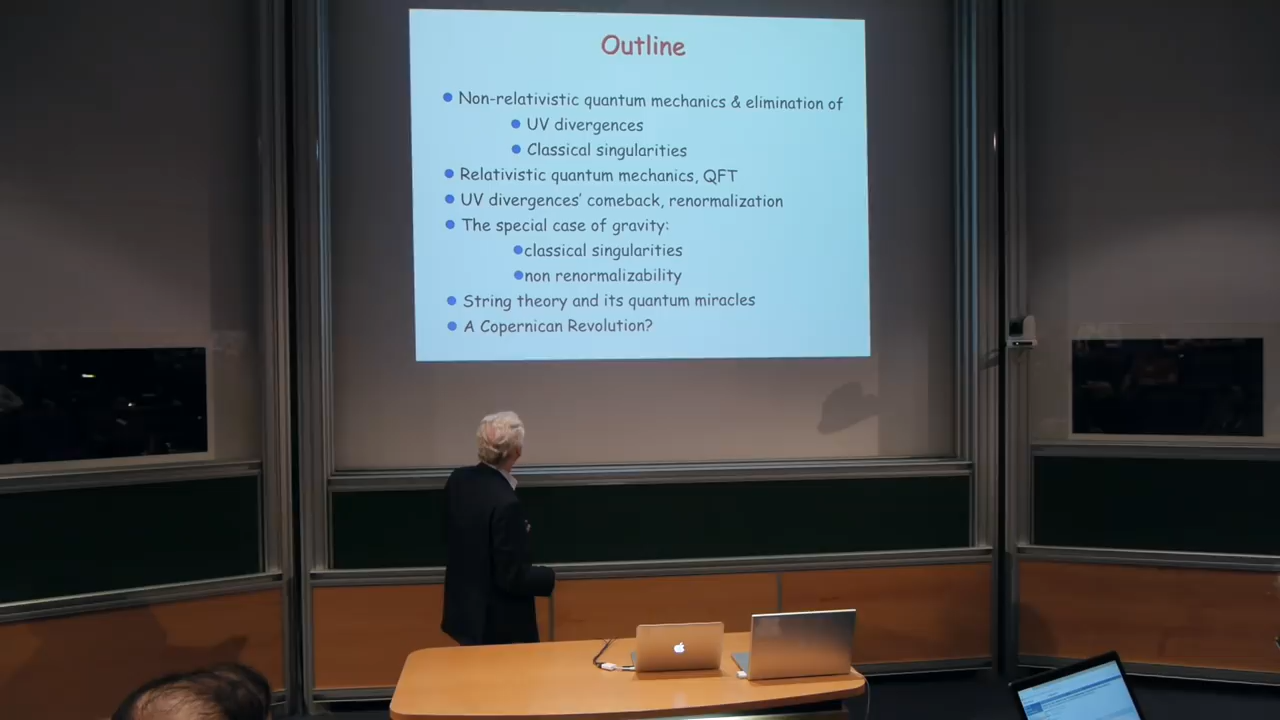 Outline
Non-relativistic quantum mechanics & elimination of
UV divergences
Classical singularities
Relativistic quantum mechanics, QFT
UV divergences' comeback, renormalization
The special case of gravity:
classical singularities
non renormalizability
String theory and its quantum miracles
A Copernican Revolution?